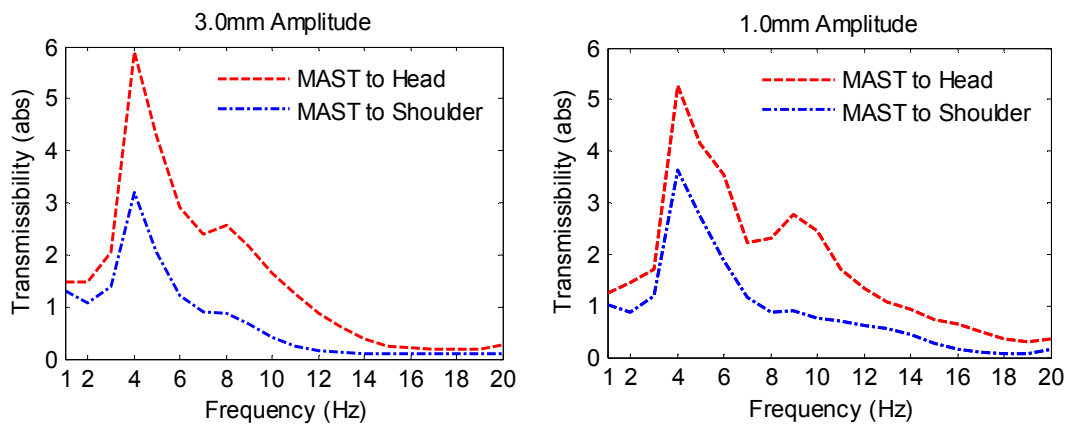 3.0mm Amplitude
6
5
4
3
2
1
0
Transmissibility (abs)
MAST to Head
MAST to Shoulder
1 2 4 6 8 10 12 14 16 18 20
Frequency (Hz)
1.0mm Amplitude
6
5
4
3
2
1
0
Transmissibility (abs)
MAST to Head
MAST to Shoulder
1 2 4 6 8 10 12 14 16 18 20
Frequency (Hz)